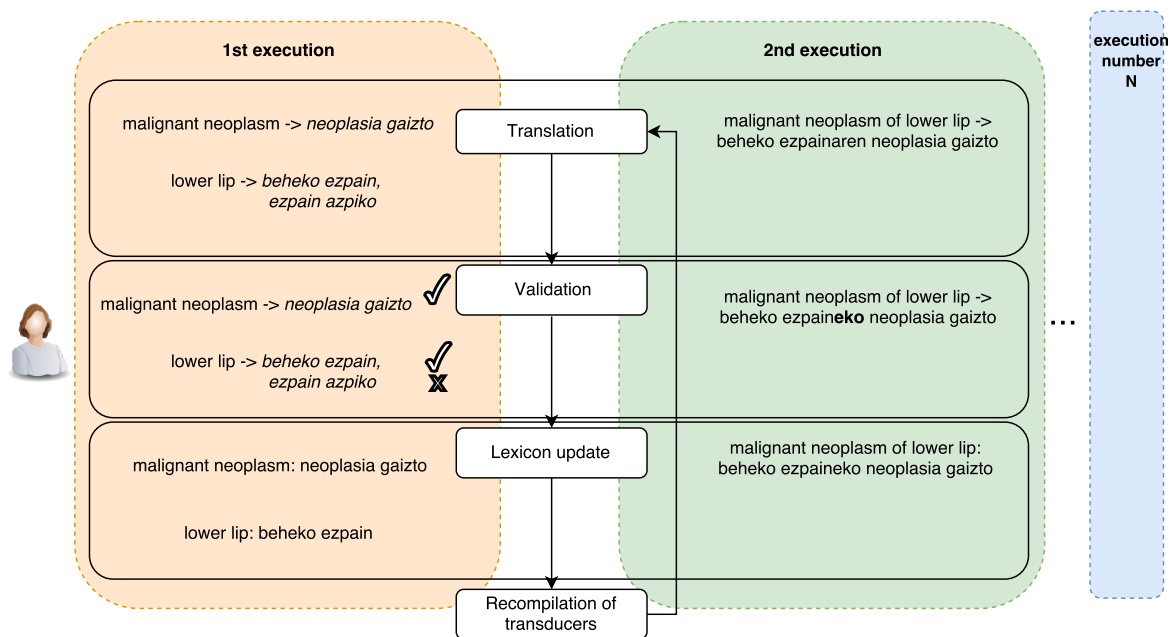 1st execution
2nd execution
execution
number
N
malignant neoplasm -> neoplasia gaizto
lower lip -> beheko ezpain,
ezpain azpiko
Translation
malignant neoplasm of lower lip ->
beheko ezpainaren neoplasia gaizto
malignant neoplasm -> neoplasia gaizto
lower lip -> beheko ezpain,
ezpain azpiko
X
Validation
malignant neoplasm of lower lip ->
beheko ezpaineko neoplasia gaizto
...
malignant neoplasm: neoplasia gaizto
lower lip: beheko ezpain
Lexicon update
malignant neoplasm of lower lip:
beheko ezpaineko neoplasia gaizto
Recompilation of
transducers